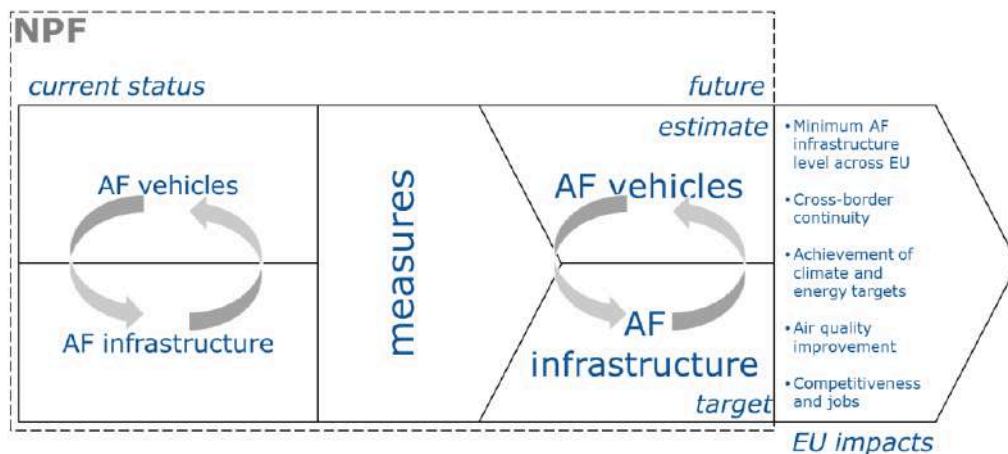 NPF
current status
future
AF vehicles
AF infrastructure
measures
estimate
AF vehicles
AF
infrastructure
target
•Minimum AF
infrastructure
level across EU
•Cross-border
continuity
•Achievement of
climate and
energy targets
•Air quality
improvement
•Competitiveness
and jobs
EU impacts